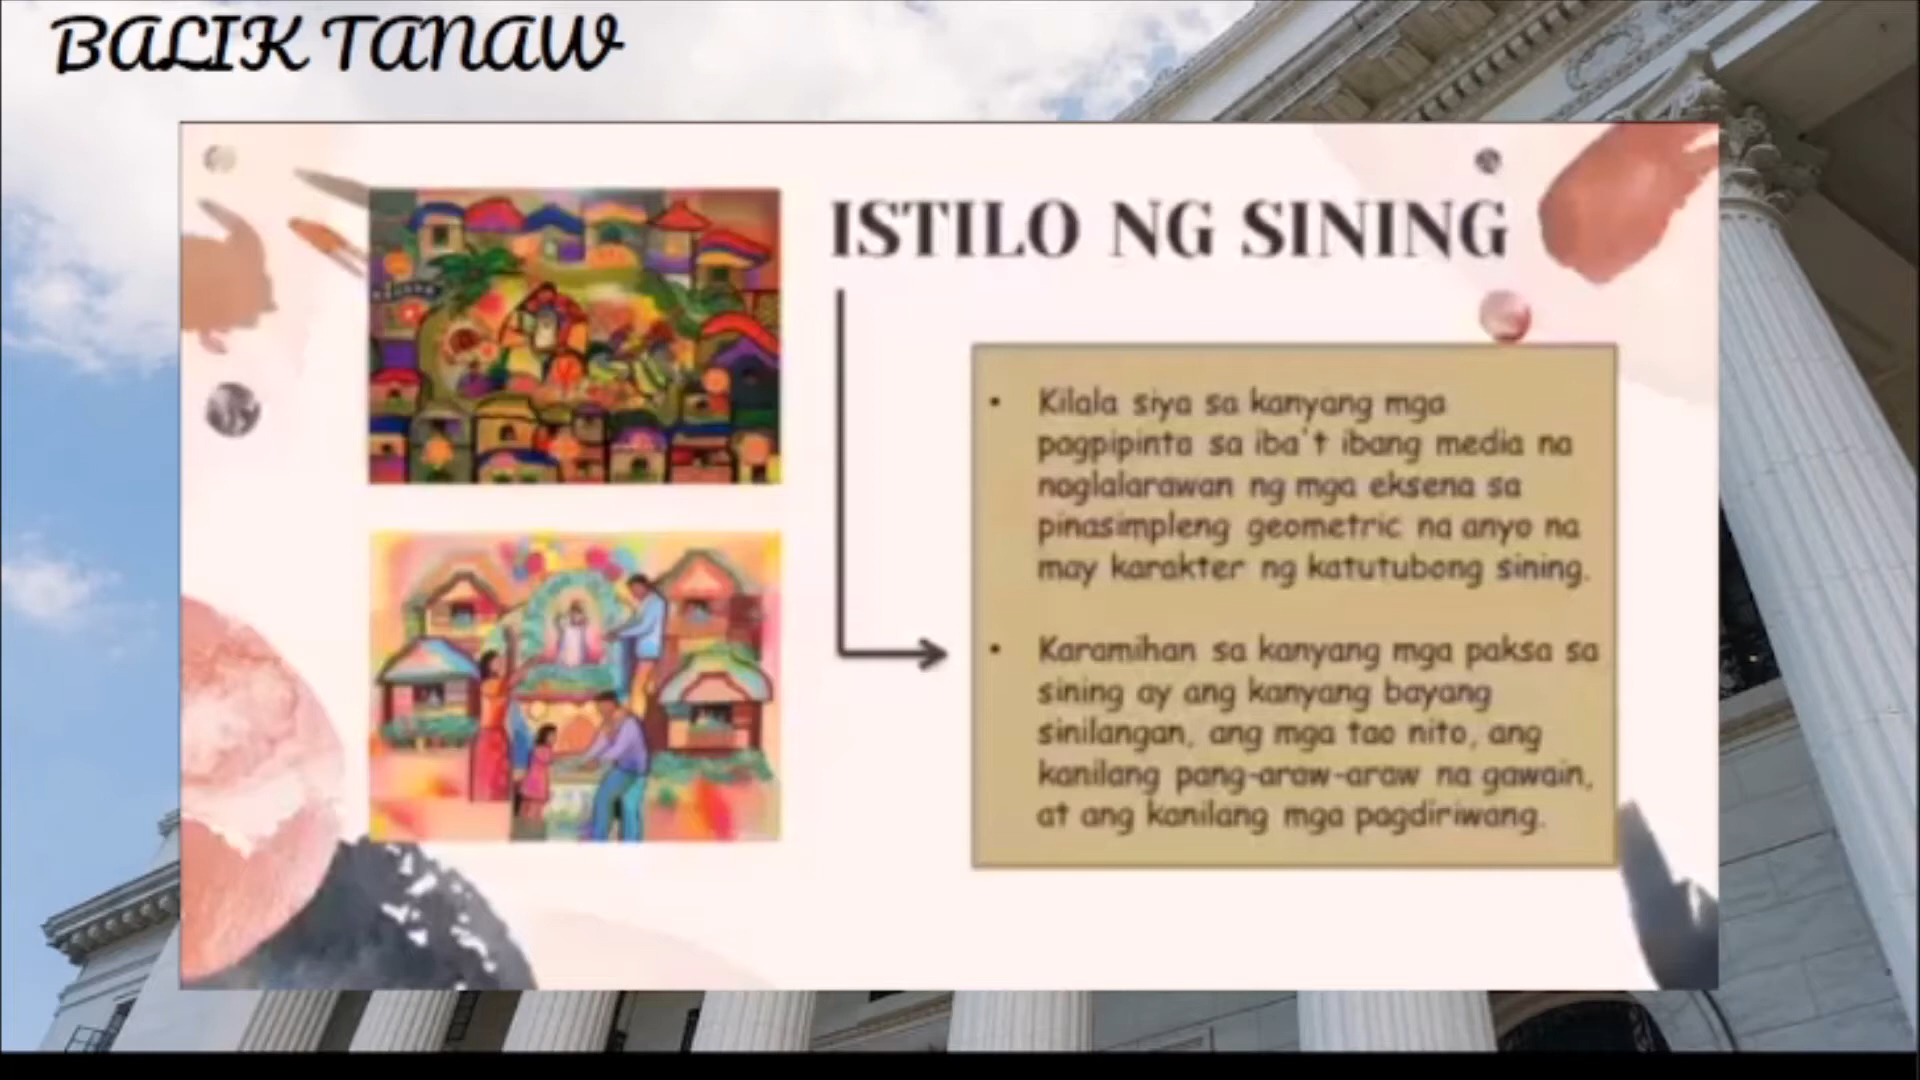 BALIK TANAW
ISTILO NG SINING
• Kilala siya sa kanyang mga
pagpipinta sa iba't ibang media na
naglalarawan ng mga eksena sa
pinasimpleng geometric na anyo na
may karakter ng katutubong sining.
• Karamihan sa kanyang mga paksa sa
sining ay ang kanyang bayang
sinilangan, ang mga tao nito, ang
kanilang pang-araw-araw na gawain,
at ang kanilang mga pagdiriwang.